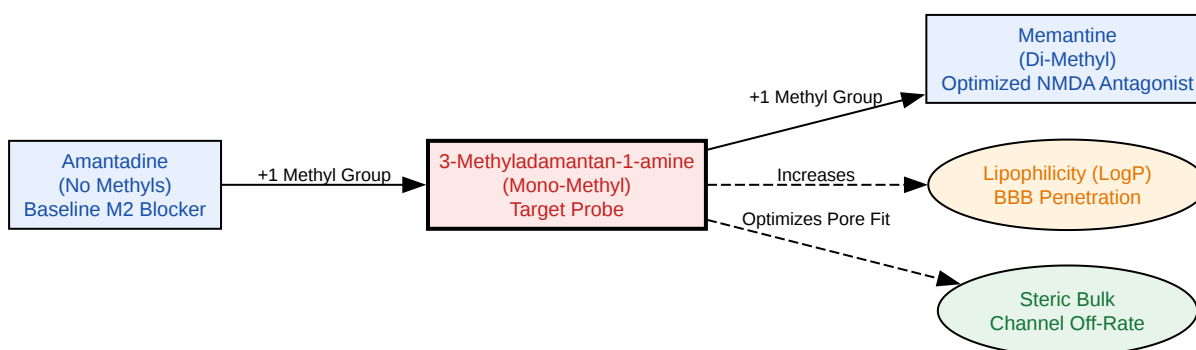 Amantadine
(No Methyls)
Baseline M2 Blocker
+1 Methyl Group
3-Methyladamantan-1-amine
(Mono-Methyl)
Target Probe
+1 Methyl Group
Memantine
(Di-Methyl)
Optimized NMDA Antagonist
Increases
Lipophilicity (LogP)
BBB Penetration
Optimizes Pore Fit
Steric Bulk
Channel Off-Rate